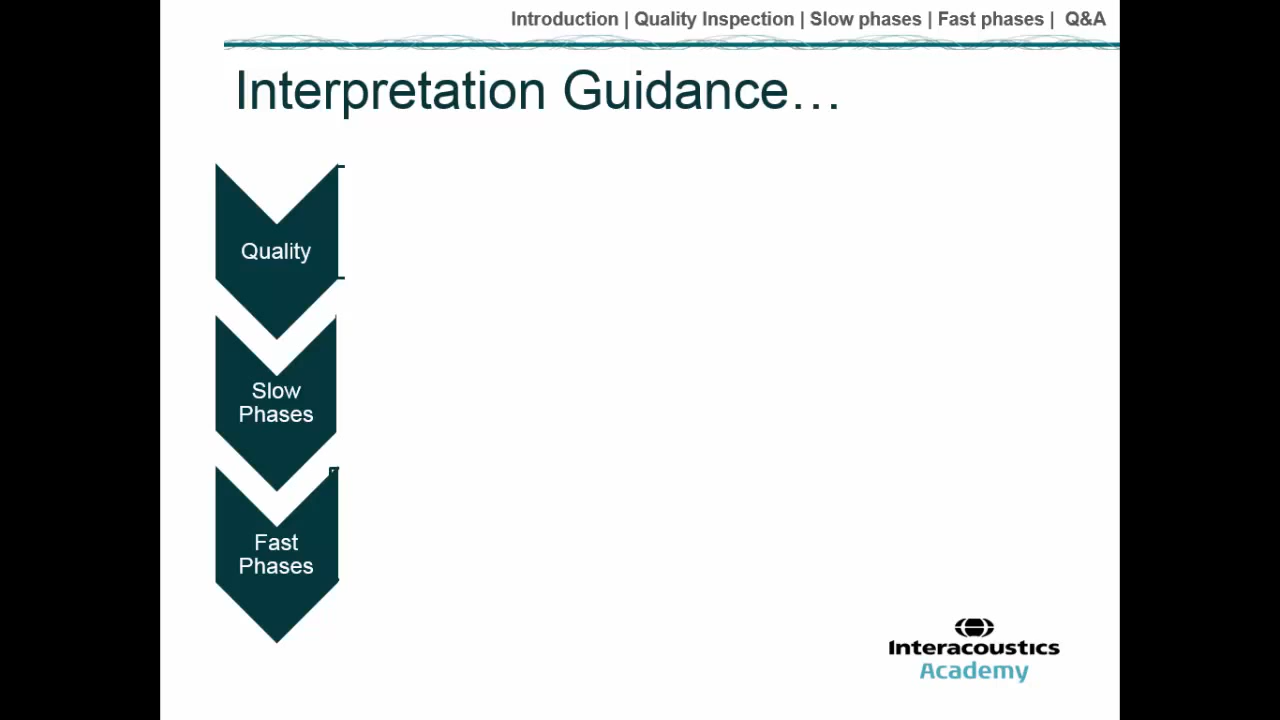 Introduction | Quality Inspection | Slow phases | Fast phases | Q&A
Interpretation Guidance…
Quality
Slow
Phases
Fast
Phases
Interacoustics
Academy